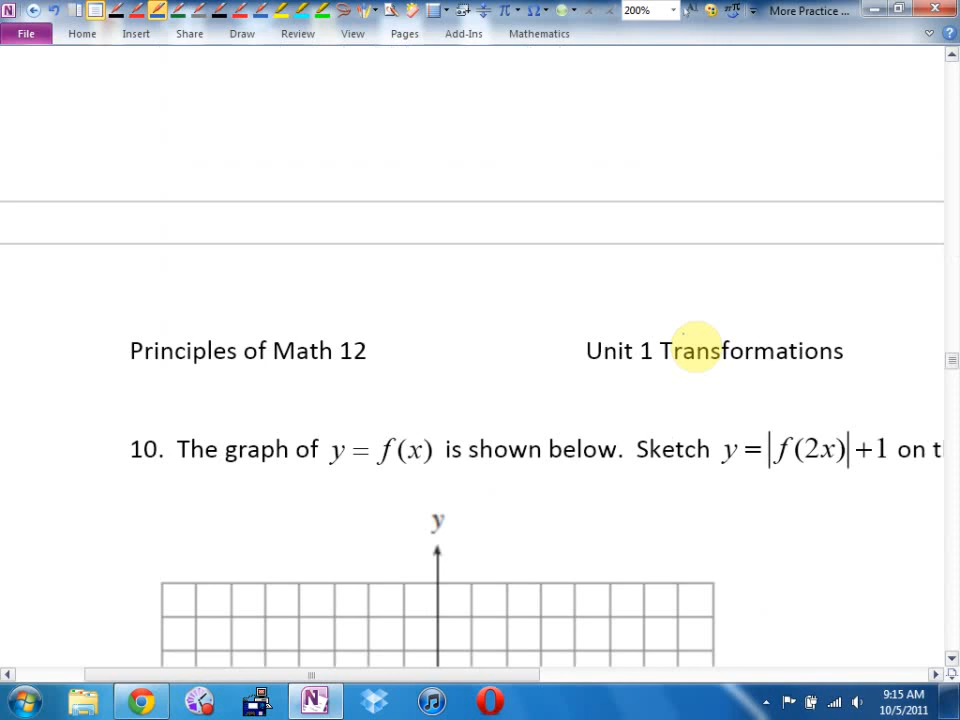 200%
More Practice ...
File Home Insert Share Draw Review View Pages Add-Ins Mathematics
Principles of Math 12 Unit 1 Transformations
10. The graph of y = f(x) is shown below. Sketch y = |f(2x)| + 1 on t
y
9:15 AM
10/5/2011